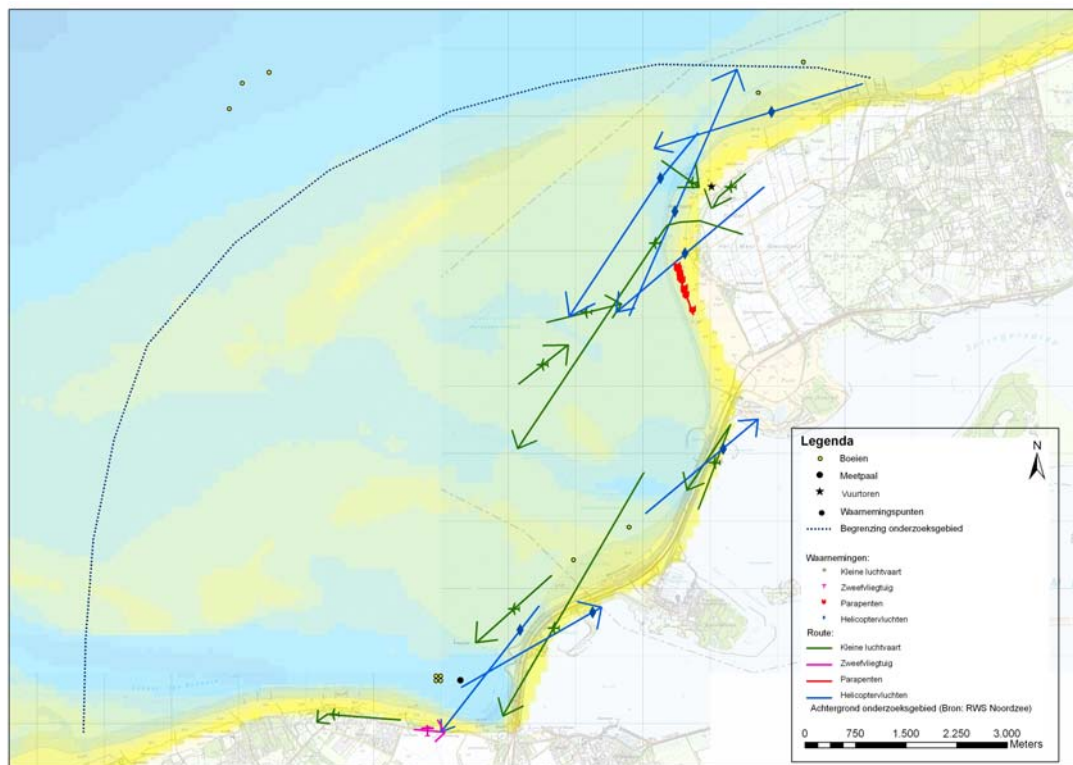 Legenda
N
Boeien
Meetpaal
Vuurtoren
Waarnemingspunten
Begrenzing onderzoeksgebied
Waarnemingen:
Kleine luchtvaart
Zweefvliegtuig
Parapenten
Helicoptervluchten
Route:
Kleine luchtvaart
Zweefvliegtuig
Parapenten
Helicoptervluchten
Achtergrond onderzoeksgebied (Bron: RWS Noordzee)
0 750 1.500 2.250 3.000
Meters